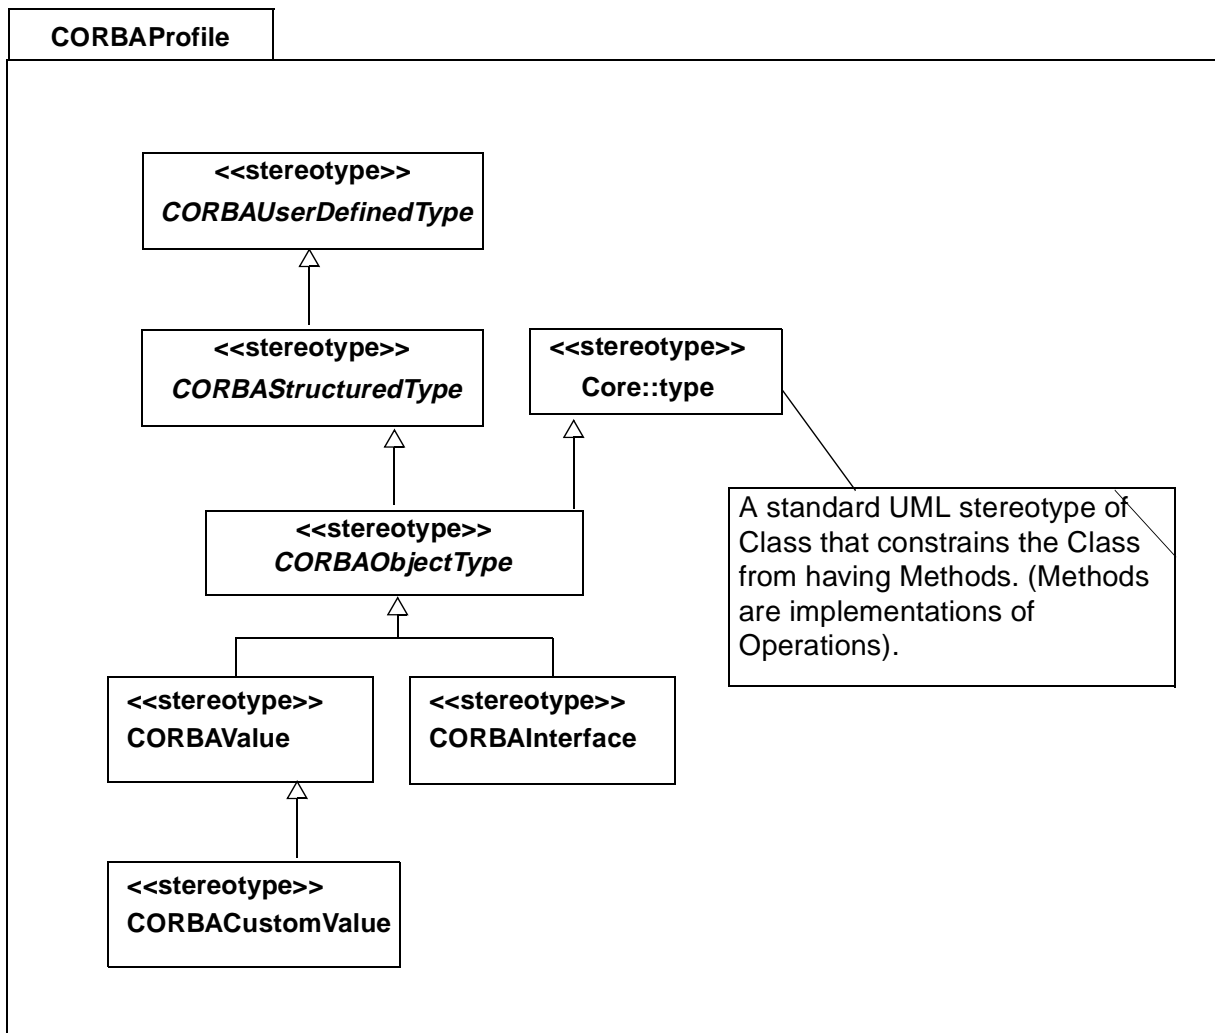 CORBAProfile
<<stereotype>>
CORBAUserDefinedType
<<stereotype>>
CORBAStructuredType
<<stereotype>>
Core::type
A standard UML stereotype of
Class that constrains the Class
from having Methods. (Methods
are implementations of
Operations).
<<stereotype>>
CORBAObjectType
<<stereotype>>
CORBAValue
<<stereotype>>
CORBAInterface
<<stereotype>>
CORBACustomValue